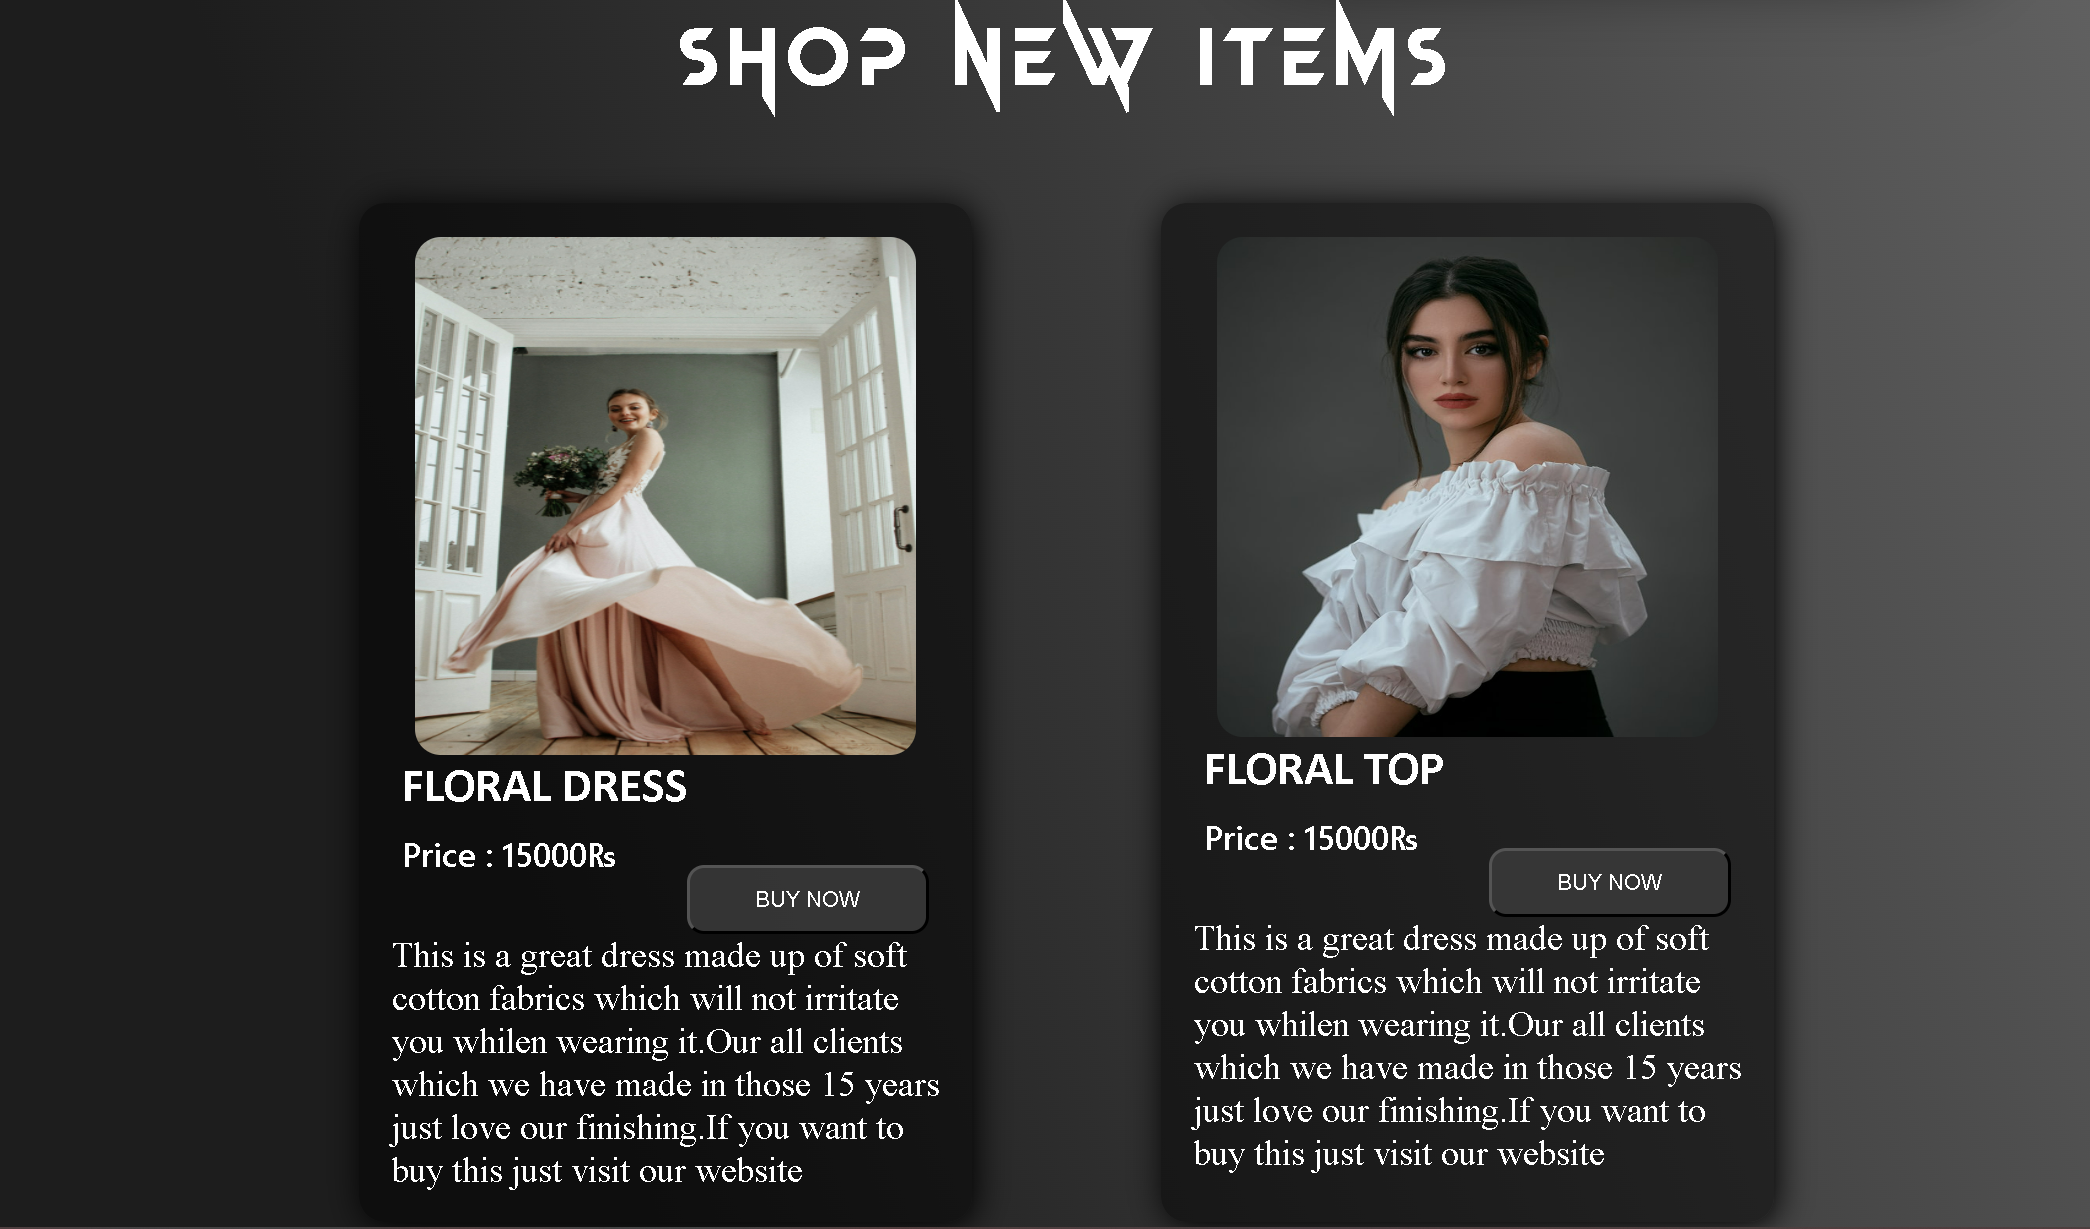 SHOP NEW ITEMS
FLORAL DRESS
Price : 15000₨
BUY NOW
This is a great dress made up of soft
cotton fabrics which will not irritate
you whilen wearing it.Our all clients
which we have made in those 15 years
just love our finishing.If you want to
buy this just visit our website
FLORAL TOP
Price : 15000₨
BUY NOW
This is a great dress made up of soft
cotton fabrics which will not irritate
you whilen wearing it.Our all clients
which we have made in those 15 years
just love our finishing.If you want to
buy this just visit our website